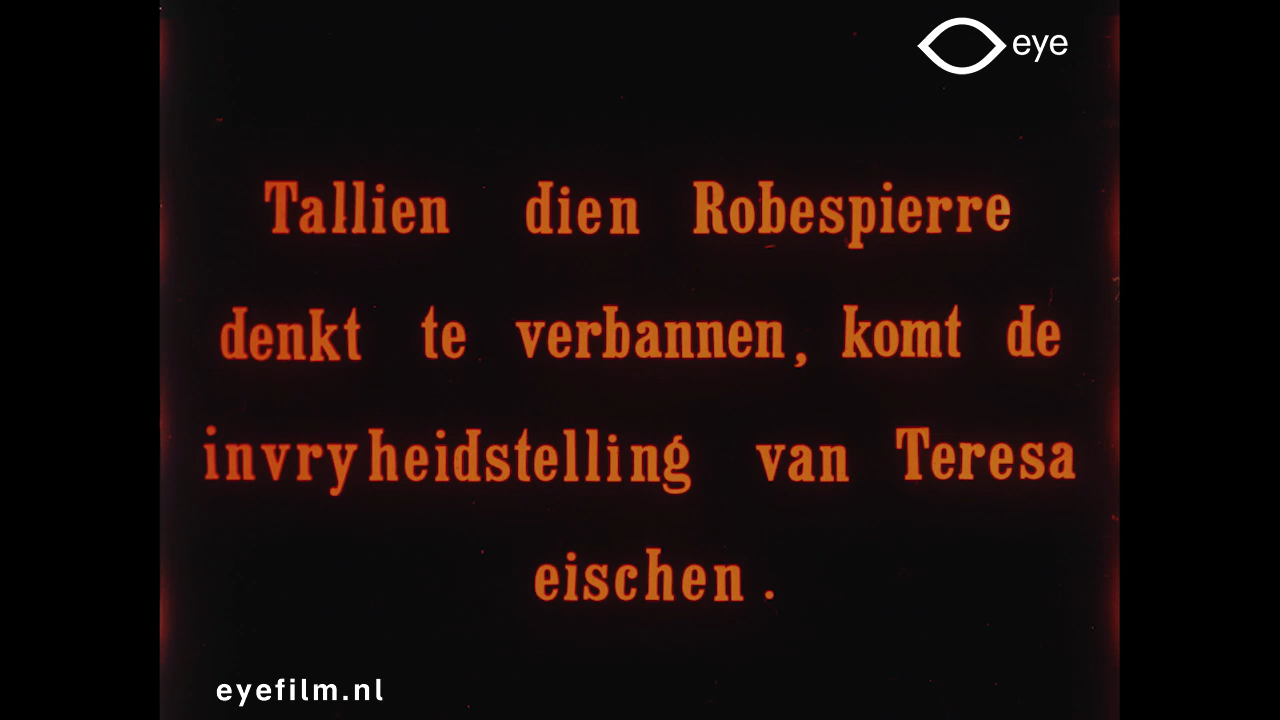 eye
Tallien dien Robespierre
denkt te verbannen, komt de
invryheidstelling van Teresa
eischen.
eyefilm.nl